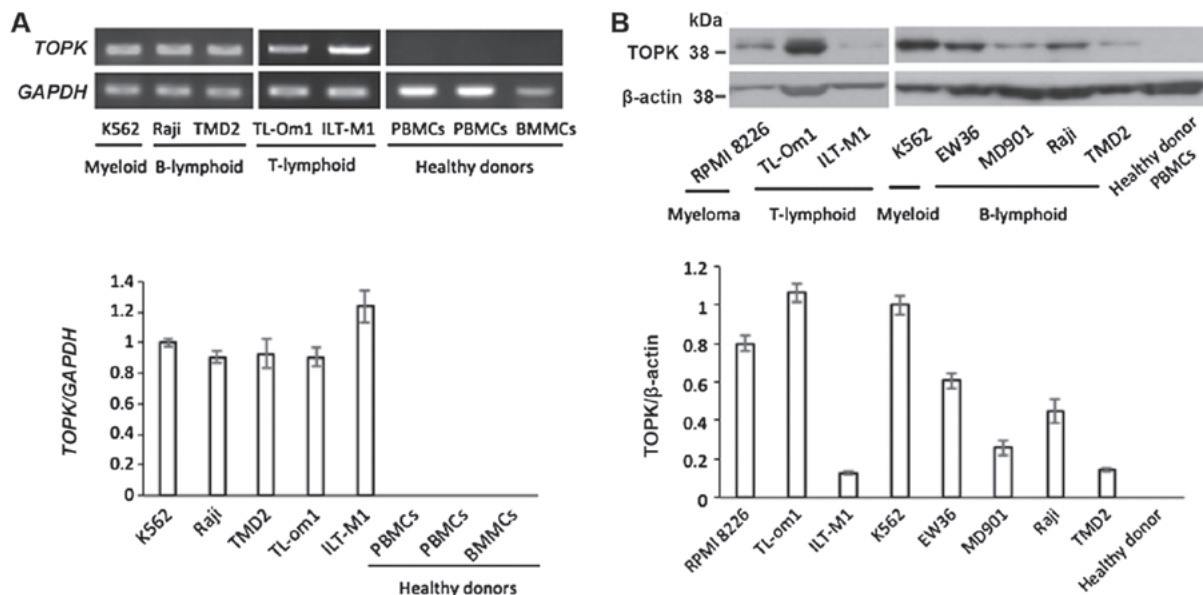 A
TOPK
GAPDH
K562 Raji TMD2 TL-Om1 ILT-M1 PBMCs PBMCs BMMCs
Myeloid B-lymphoid T-lymphoid Healthy donors
TOPK/GAPDH
1.4
1.2
1
0.8
0.6
0.4
0.2
0
K562 Raji TMD2 TL-om1 ILT-M1 PBMCs PBMCs BMMCs
Healthy donors
B
kDa
TOPK 38
β-actin 38
RPMI 8226 TL-Om1 ILT-M1 K562 EW36 MD901 Raji TMD2 Healthy donor PBMCs
Myeloma T-lymphoid Myeloid B-lymphoid
TOPK/β-actin
1.2
1
0.8
0.6
0.4
0.2
0
RPMI 8226 TL-om1 ILT-M1 K562 EW36 MD901 Raji TMD2 Healthy donor